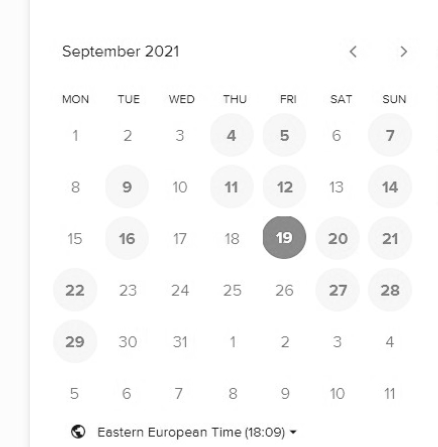 September 2021 < >
MON TUE WED THU FRI SAT SUN
1 2 3 4 5 6 7
8 9 10 11 12 13 14
15 16 17 18 19 20 21
22 23 24 25 26 27 28
29 30 31 1 2 3 4
5 6 7 8 9 10 11
Eastern European Time (18:09)